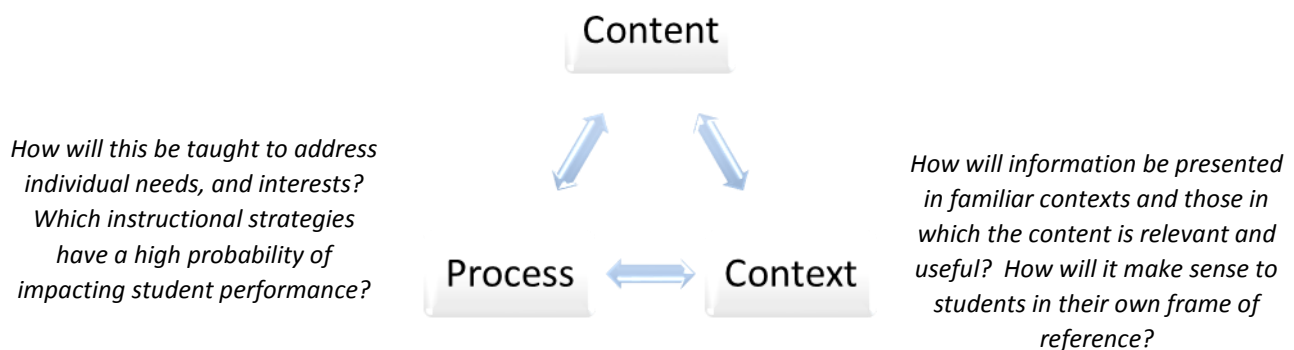 Content
How will this be taught to address
individual needs, and interests?
Which instructional strategies
have a high probability of
impacting student performance?
How will information be presented
in familiar contexts and those in
which the content is relevant and
useful? How will it make sense to
students in their own frame of
reference?
Process
Context